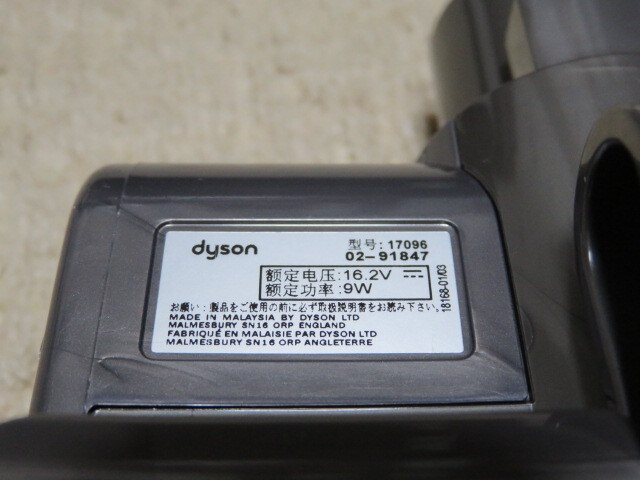 dyson
型号: 17096
02-91847
额定电压:16.2V ⎓
额定功率:9W
お願い：製品をご使用の前に必ず取扱説明書をお読み下さい。
MADE IN MALAYSIA BY DYSON LTD
MALMESBURY SN16 ORP ENGLAND
FABRIQUÉ EN MALAISIE PAR DYSON LTD
MALMESBURY SN16 ORP ANGLETERRE
18168-01/03